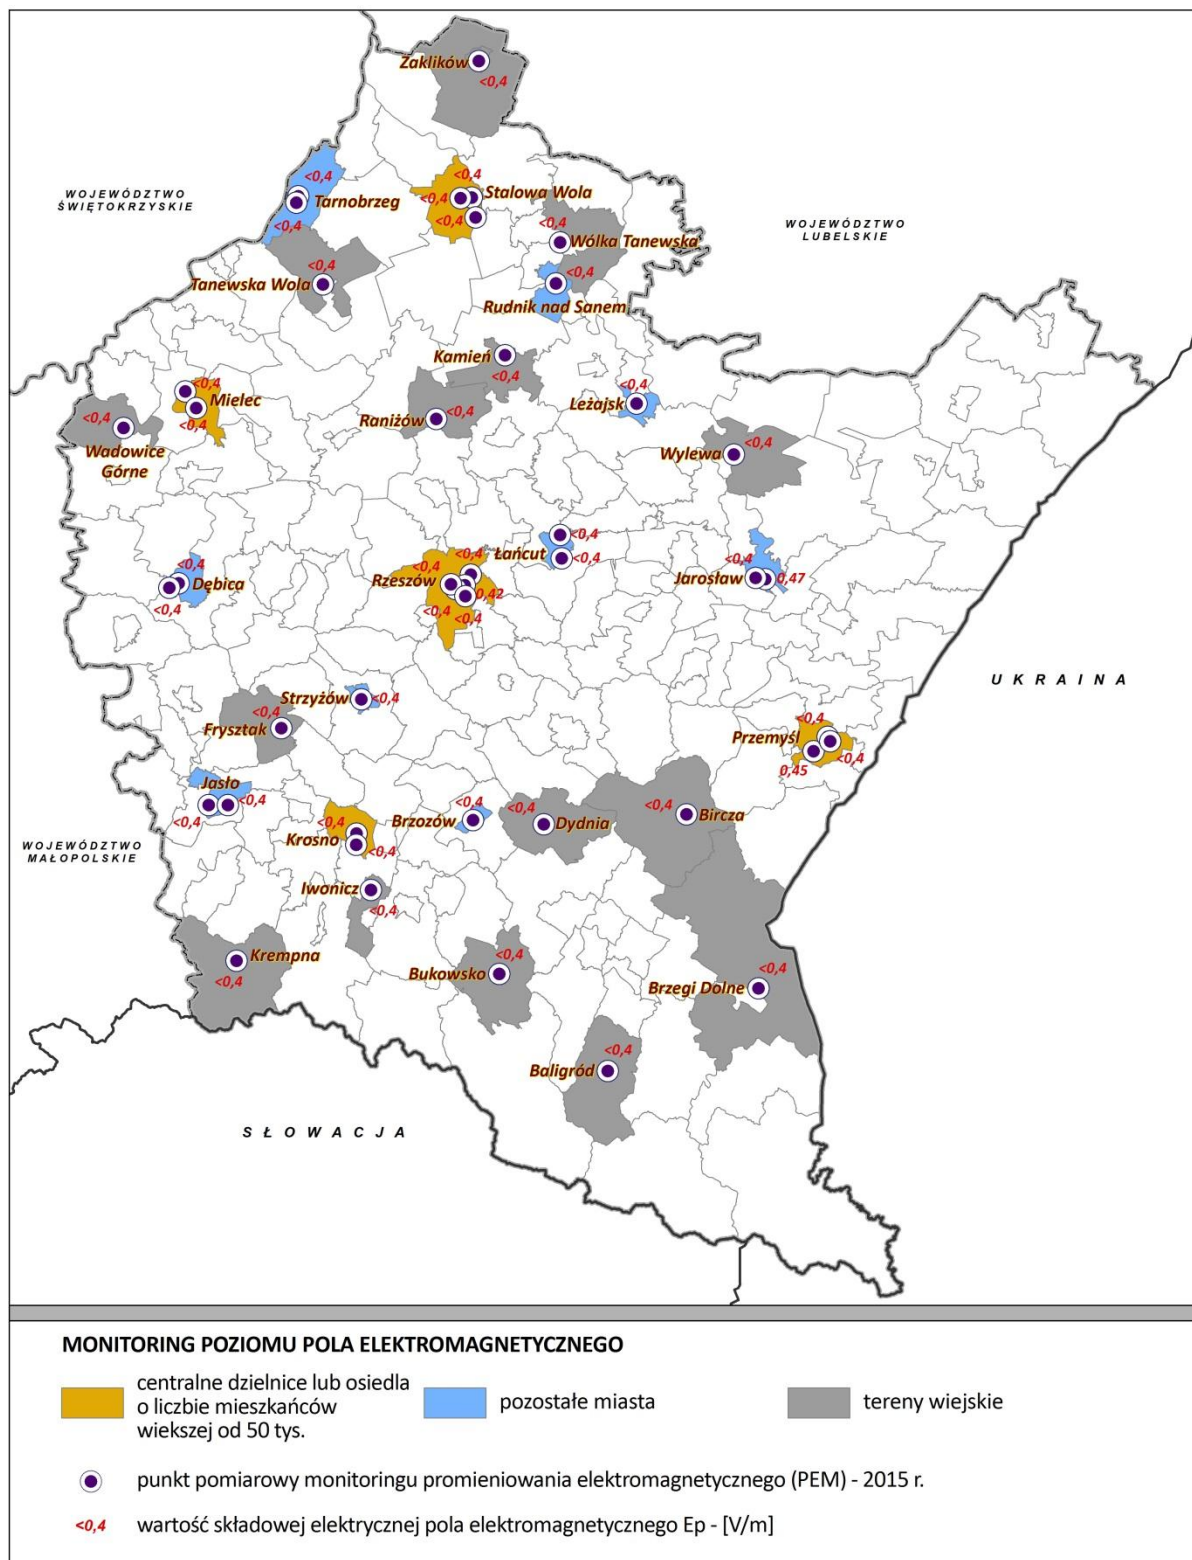 Zaklików
<0,4
WOJEWÓDZTWO
ŚWIĘTOKRZYSKIE
<0,4
Tarnobrzeg
<0,4
<0,4
<0,4
Stalowa Wola
<0,4
WOJEWÓDZTWO
LUBELSKIE
<0,4
Wólka Tanewska
<0,4
Tanewska Wola
<0,4
Rudnik nad Sanem
Kamień
<0,4
<0,4
Mielec
<0,4
<0,4
Leżajsk
Raniżów
<0,4
<0,4
Wadowice
Górne
Wylewa
<0,4
Łańcut
<0,4
<0,4
<0,4
Jarosław
0,47
<0,4
Dębica
<0,4
<0,4
<0,4
Rzeszów
0,42
<0,4
<0,4
UKRAINA
Strzyżów
<0,4
<0,4
Frysztak
<0,4
Przemyśl
0,45
<0,4
Jasło
<0,4
<0,4
WOJEWÓDZTWO
MAŁOPOLSKIE
<0,4
Krosno
<0,4
<0,4
Brzozów
<0,4
Dydnia
<0,4
Bircza
Iwonicz
<0,4
Krempna
<0,4
<0,4
Bukowsko
<0,4
Brzegi Dolne
<0,4
Baligród
SŁOWACJA
MONITORING POZIOMU POLA ELEKTROMAGNETYCZNEGO
centralne dzielnice lub osiedla
o liczbie mieszkańców
wiekszej od 50 tys.
pozostałe miasta
tereny wiejskie
punkt pomiarowy monitoringu promieniowania elektromagnetycznego (PEM) - 2015 r.
<0,4
wartość składowej elektrycznej pola elektromagnetycznego Ep - [V/m]